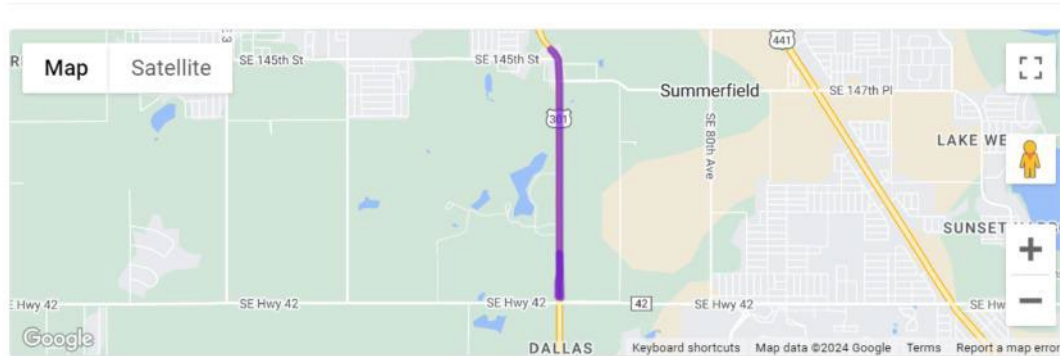 Map
Satellite
SE 145th St
SE 145th St
441
Summerfield
SE 147th Pl
301
SE 80th Ave
LAKE WE
SUNSET
E Hwy 42
SE Hwy 42
SE Hwy 42
42
SE Hwy 42
SE Hw
DALLAS
Google
Keyboard shortcuts
Map data ©2024 Google
Terms
Report a map error